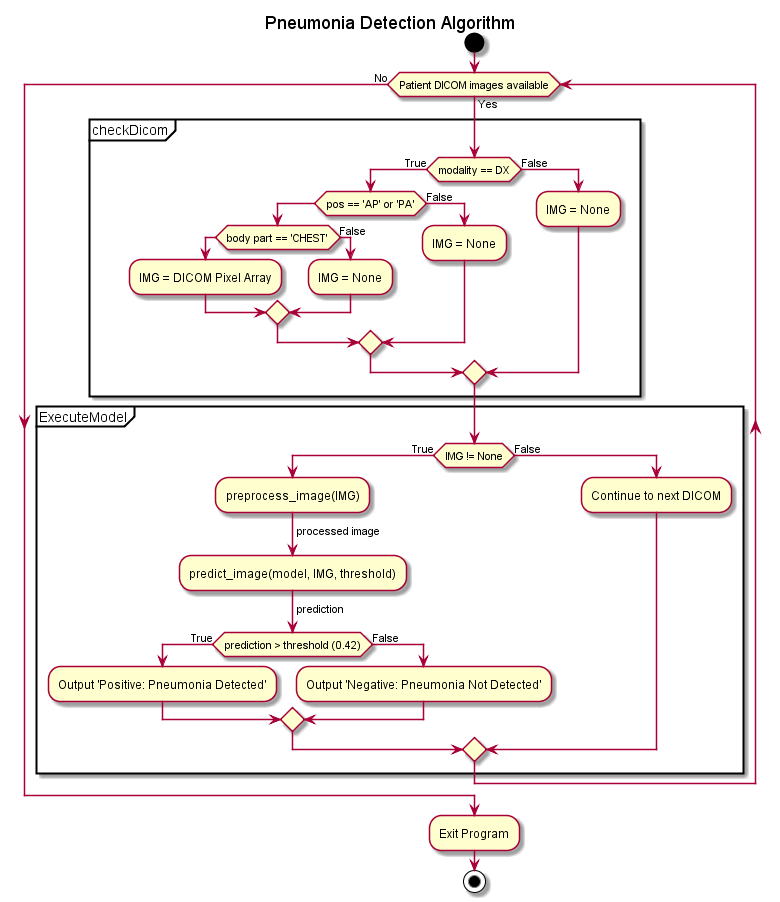 Pneumonia Detection Algorithm
No
Patient DICOM images available
Yes
checkDicom
True
modality == DX
False
pos == 'AP' or 'PA'
False
IMG = None
body part == 'CHEST'
False
IMG = None
IMG = DICOM Pixel Array
IMG = None
ExecuteModel
True
IMG != None
False
preprocess_image(IMG)
Continue to next DICOM
processed image
predict_image(model, IMG, threshold)
prediction
True
prediction > threshold (0.42)
False
Output 'Positive: Pneumonia Detected'
Output 'Negative: Pneumonia Not Detected'
Exit Program